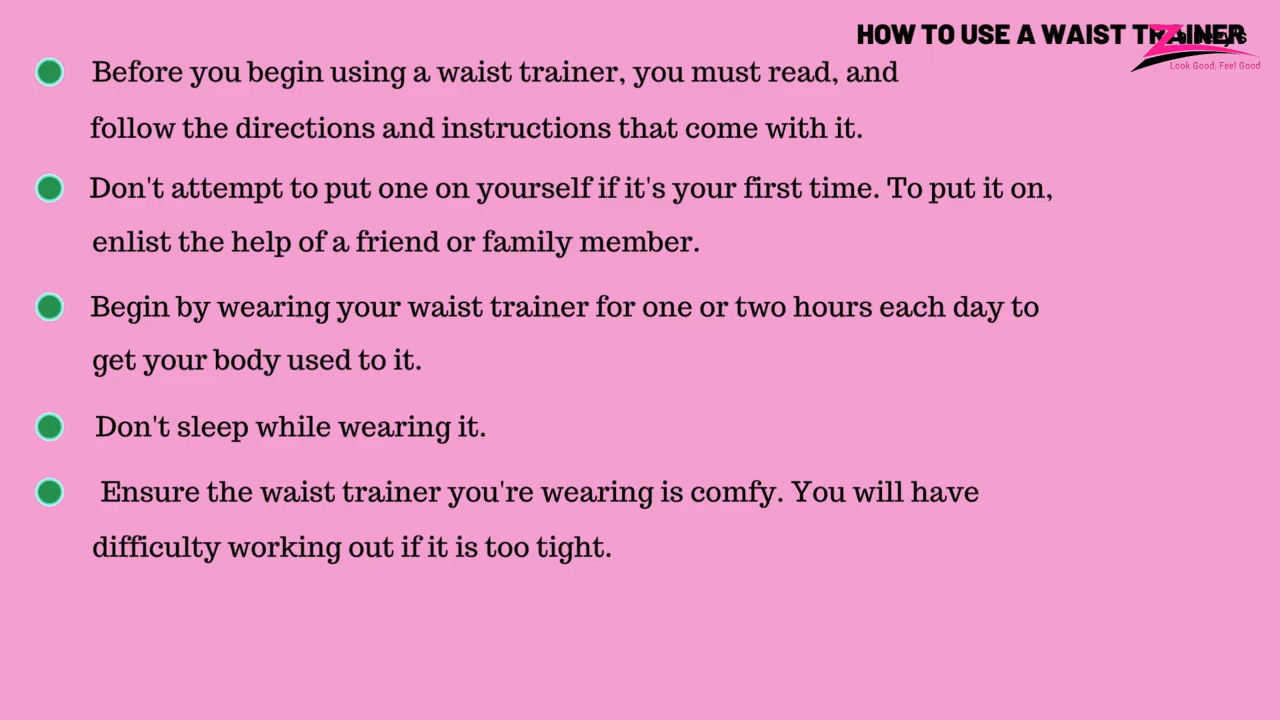 HOW TO USE A WAIST TRAINER
Look Good, Feel Good
Before you begin using a waist trainer, you must read, and
follow the directions and instructions that come with it.
Don't attempt to put one on yourself if it's your first time. To put it on,
enlist the help of a friend or family member.
Begin by wearing your waist trainer for one or two hours each day to
get your body used to it.
Don't sleep while wearing it.
Ensure the waist trainer you're wearing is comfy. You will have
difficulty working out if it is too tight.